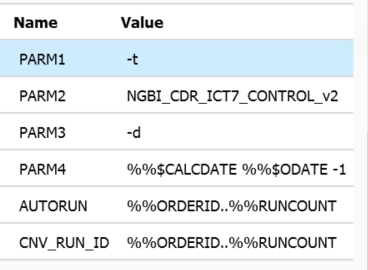 Name Value
PARM1 -t
PARM2 NGBI_CDR_ICT7_CONTROL_v2
PARM3 -d
PARM4 %%$CALCDATE %%$ODATE -1
AUTORUN %%ORDERID..%%RUNCOUNT
CNV_RUN_ID %%ORDERID..%%RUNCOUNT